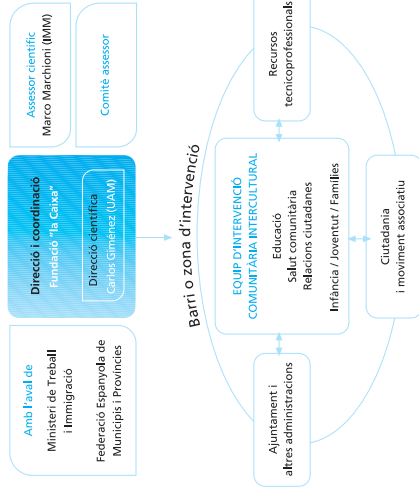 Amb l'aval de
Ministeri de Treball
i Immigració
Federació Espanyola de
Municipis i Províncies
Direcció i coordinació
Fundació "la Caixa"
Direcció científica
Carlos Giménez (UAM)
Assessor científic
Marco Marchioni (IMM)
Comitè assessor
Barri o zona d'intervenció
Ajuntament i
altres administracions
EQUIP D'INTERVENCIÓ
COMUNITÀRIA INTERCULTURAL
Educació
Salut comunitària
Relacions ciutadanes
Infància / Joventut / Famílies
Recursos
tecnicoprofessionals
Ciutadania
i moviment associatiu